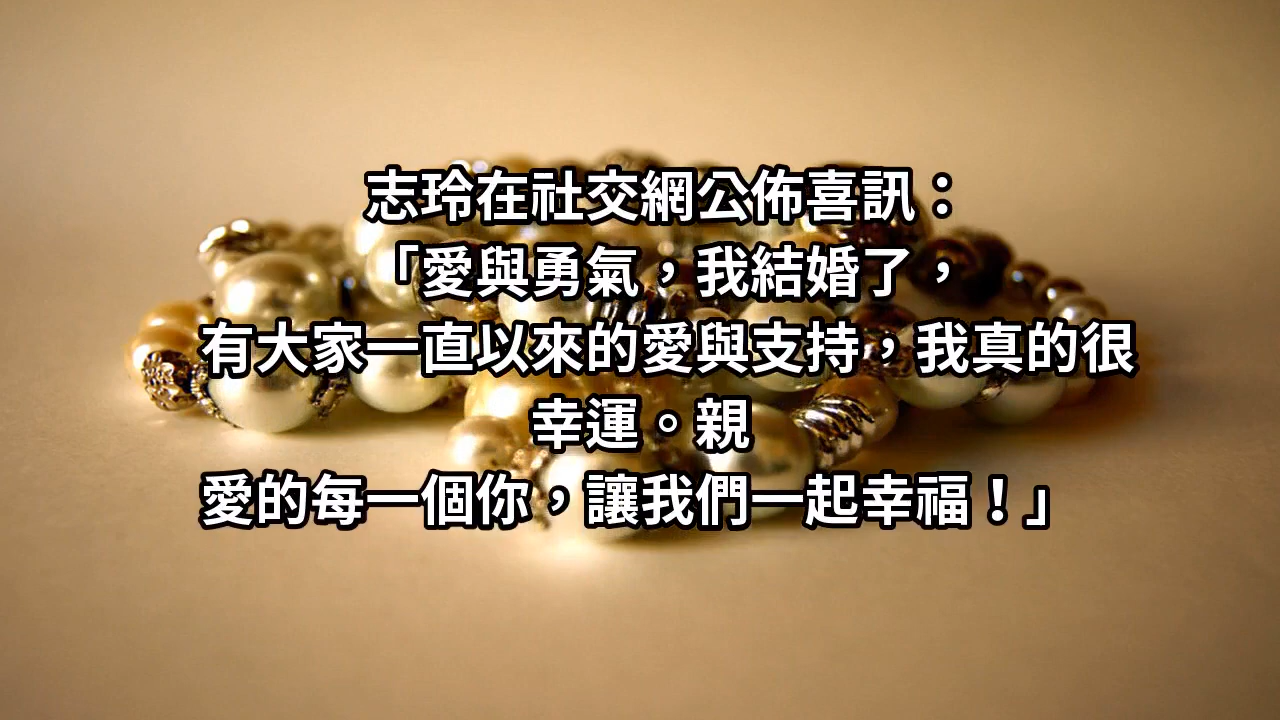 志玲在社交網公佈喜訊：
「愛與勇氣，我結婚了，
有大家一直以來的愛與支持，我真的很
幸運。親
愛的每一個你，讓我們一起幸福！」